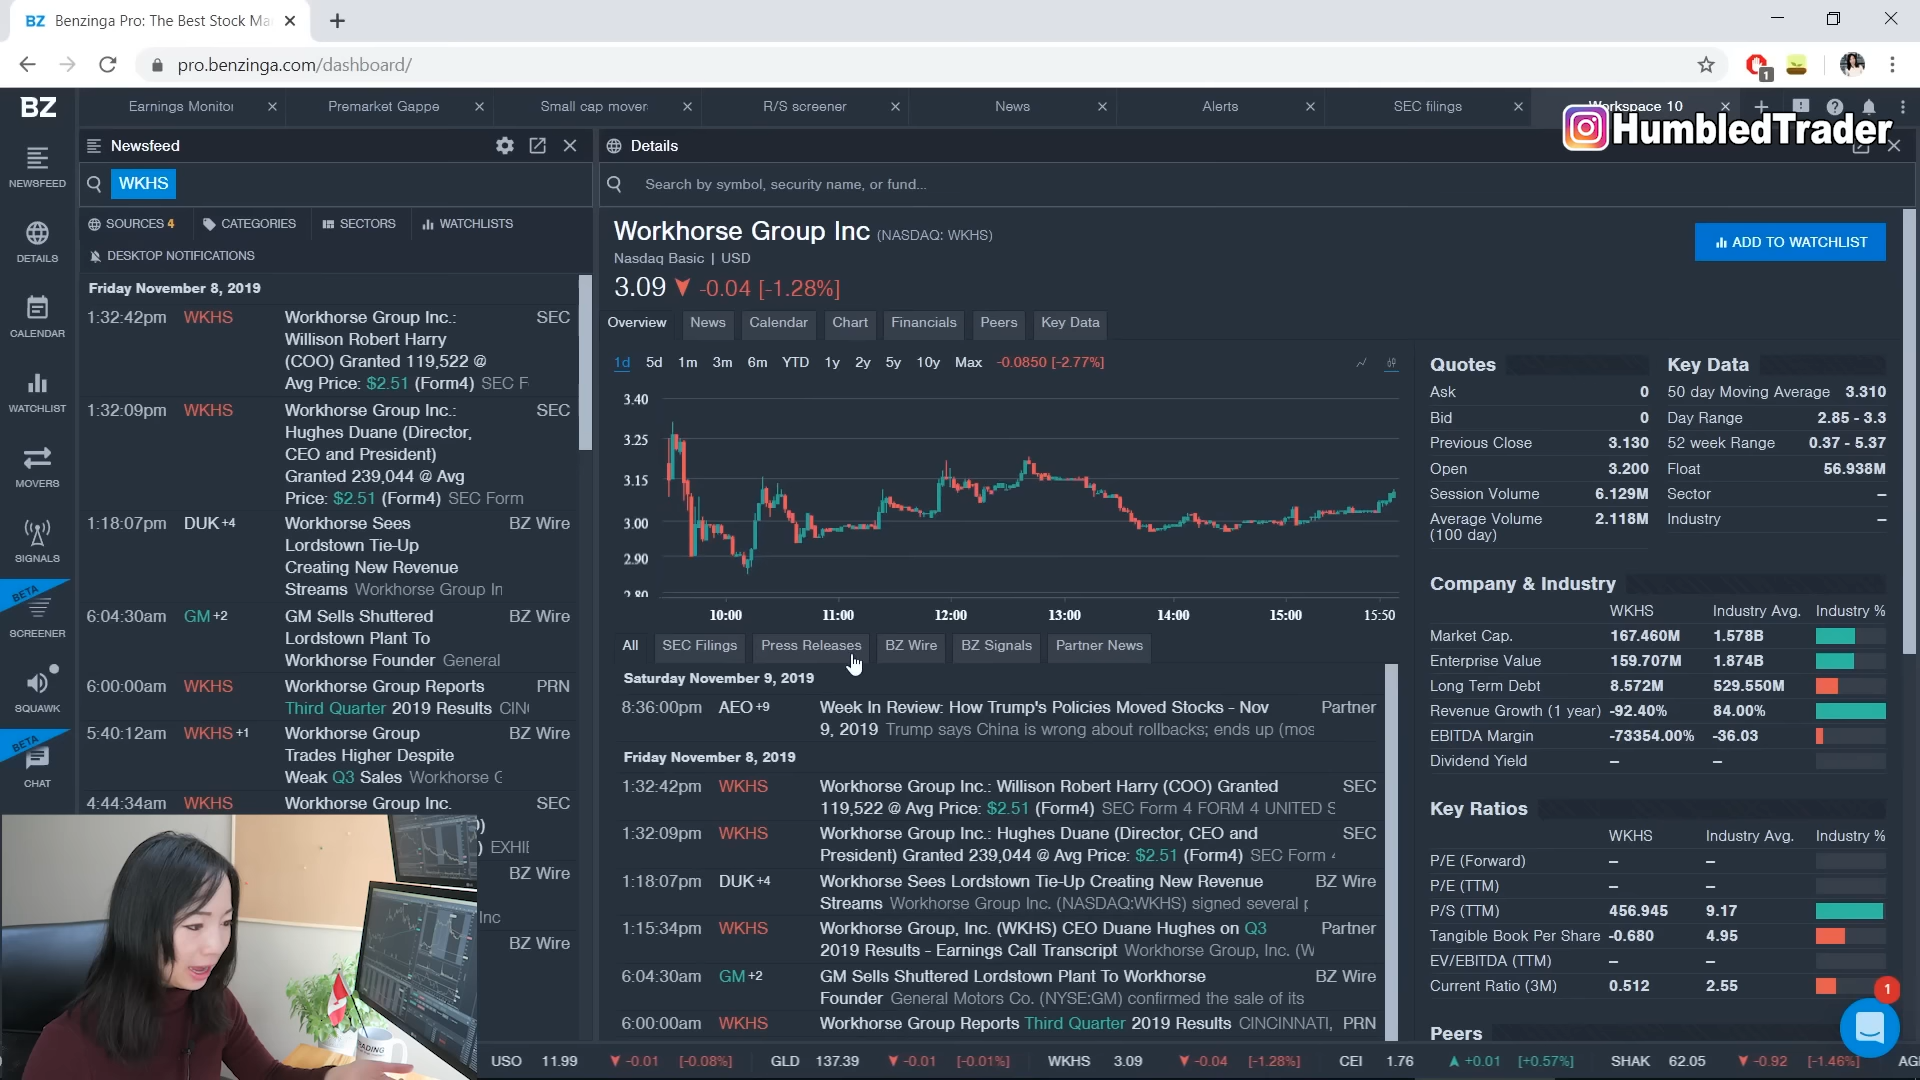 BZ Benzinga Pro: The Best Stock Ma
pro.benzinga.com/dashboard/
1
BZ
Earnings Monitor
Premarket Gappe
Small cap mover
R/S screener
News
Alerts
SEC filings
Workspace 10
HumbledTrader
NEWSFEED
DETAILS
CALENDAR
WATCHLIST
MOVERS
SIGNALS
BETA
SCREENER
SQUAWK
BETA
CHAT
Newsfeed
WKHS
SOURCES 4 CATEGORIES SECTORS WATCHLISTS
DESKTOP NOTIFICATIONS
Friday November 8, 2019
1:32:42pm WKHS Workhorse Group Inc.: SEC
Willison Robert Harry
(COO) Granted 119,522 @
Avg Price: $2.51 (Form4) SEC F
1:32:09pm WKHS Workhorse Group Inc.: SEC
Hughes Duane (Director,
CEO and President)
Granted 239,044 @ Avg
Price: $2.51 (Form4) SEC Form
1:18:07pm DUK+4 Workhorse Sees BZ Wire
Lordstown Tie-Up
Creating New Revenue
Streams Workhorse Group In
6:04:30am GM+2 GM Sells Shuttered BZ Wire
Lordstown Plant To
Workhorse Founder General
6:00:00am WKHS Workhorse Group Reports PRN
Third Quarter 2019 Results CIN
5:40:12am WKHS+1 Workhorse Group BZ Wire
Trades Higher Despite
Weak Q3 Sales Workhorse G
4:44:34am WKHS Workhorse Group Inc. SEC
) EXHI
BZ Wire
Inc
BZ Wire
TRADING
Details
Search by symbol, security name, or fund...
Workhorse Group Inc (NASDAQ: WKHS)
Nasdaq Basic | USD
3.09 -0.04 [-1.28%]
ADD TO WATCHLIST
Overview News Calendar Chart Financials Peers Key Data
1d 5d 1m 3m 6m YTD 1y 2y 5y 10y Max -0.0850 [-2.77%]
3.40
3.25
3.15
3.00
2.90
2.80
10:00 11:00 12:00 13:00 14:00 15:00 15:50
All SEC Filings Press Releases BZ Wire BZ Signals Partner News
Saturday November 9, 2019
8:36:00pm AEO+9 Week In Review: How Trump's Policies Moved Stocks - Nov Partner
9, 2019 Trump says China is wrong about rollbacks; ends up (mos
Friday November 8, 2019
1:32:42pm WKHS Workhorse Group Inc.: Willison Robert Harry (COO) Granted SEC
119,522 @ Avg Price: $2.51 (Form4) SEC Form 4 FORM 4 UNITED S
1:32:09pm WKHS Workhorse Group Inc.: Hughes Duane (Director, CEO and SEC
President) Granted 239,044 @ Avg Price: $2.51 (Form4) SEC Form 4
1:18:07pm DUK+4 Workhorse Sees Lordstown Tie-Up Creating New Revenue BZ Wire
Streams Workhorse Group Inc. (NASDAQ:WKHS) signed several p
1:15:34pm WKHS Workhorse Group, Inc. (WKHS) CEO Duane Hughes on Q3 Partner
2019 Results - Earnings Call Transcript Workhorse Group, Inc. (W
6:04:30am GM+2 GM Sells Shuttered Lordstown Plant To Workhorse BZ Wire
Founder General Motors Co. (NYSE:GM) confirmed the sale of its
6:00:00am WKHS Workhorse Group Reports Third Quarter 2019 Results CINCINNATI, PRN
Quotes
Ask 0
Bid 0
Previous Close 3.130
Open 3.200
Session Volume 6.129M
Average Volume 2.118M
(100 day)
Key Data
50 day Moving Average 3.310
Day Range 2.85 - 3.3
52 week Range 0.37 - 5.37
Float 56.938M
Sector –
Industry –
Company & Industry
WKHS Industry Avg. Industry %
Market Cap. 167.460M 1.578B
Enterprise Value 159.707M 1.874B
Long Term Debt 8.572M 529.550M
Revenue Growth (1 year) -92.40% 84.00%
EBITDA Margin -73354.00% -36.03
Dividend Yield – –
Key Ratios
WKHS Industry Avg. Industry %
P/E (Forward) – –
P/E (TTM) – –
P/S (TTM) 456.945 9.17
Tangible Book Per Share -0.680 4.95
EV/EBITDA (TTM) – –
Current Ratio (3M) 0.512 2.55
Peers
1
USO 11.99 -0.01 [-0.08%] GLD 137.39 -0.01 [-0.01%] WKHS 3.09 -0.04 [-1.28%] CEI 1.76 +0.01 [+0.57%] SHAK 62.05 -0.92 [-1.46%] AG